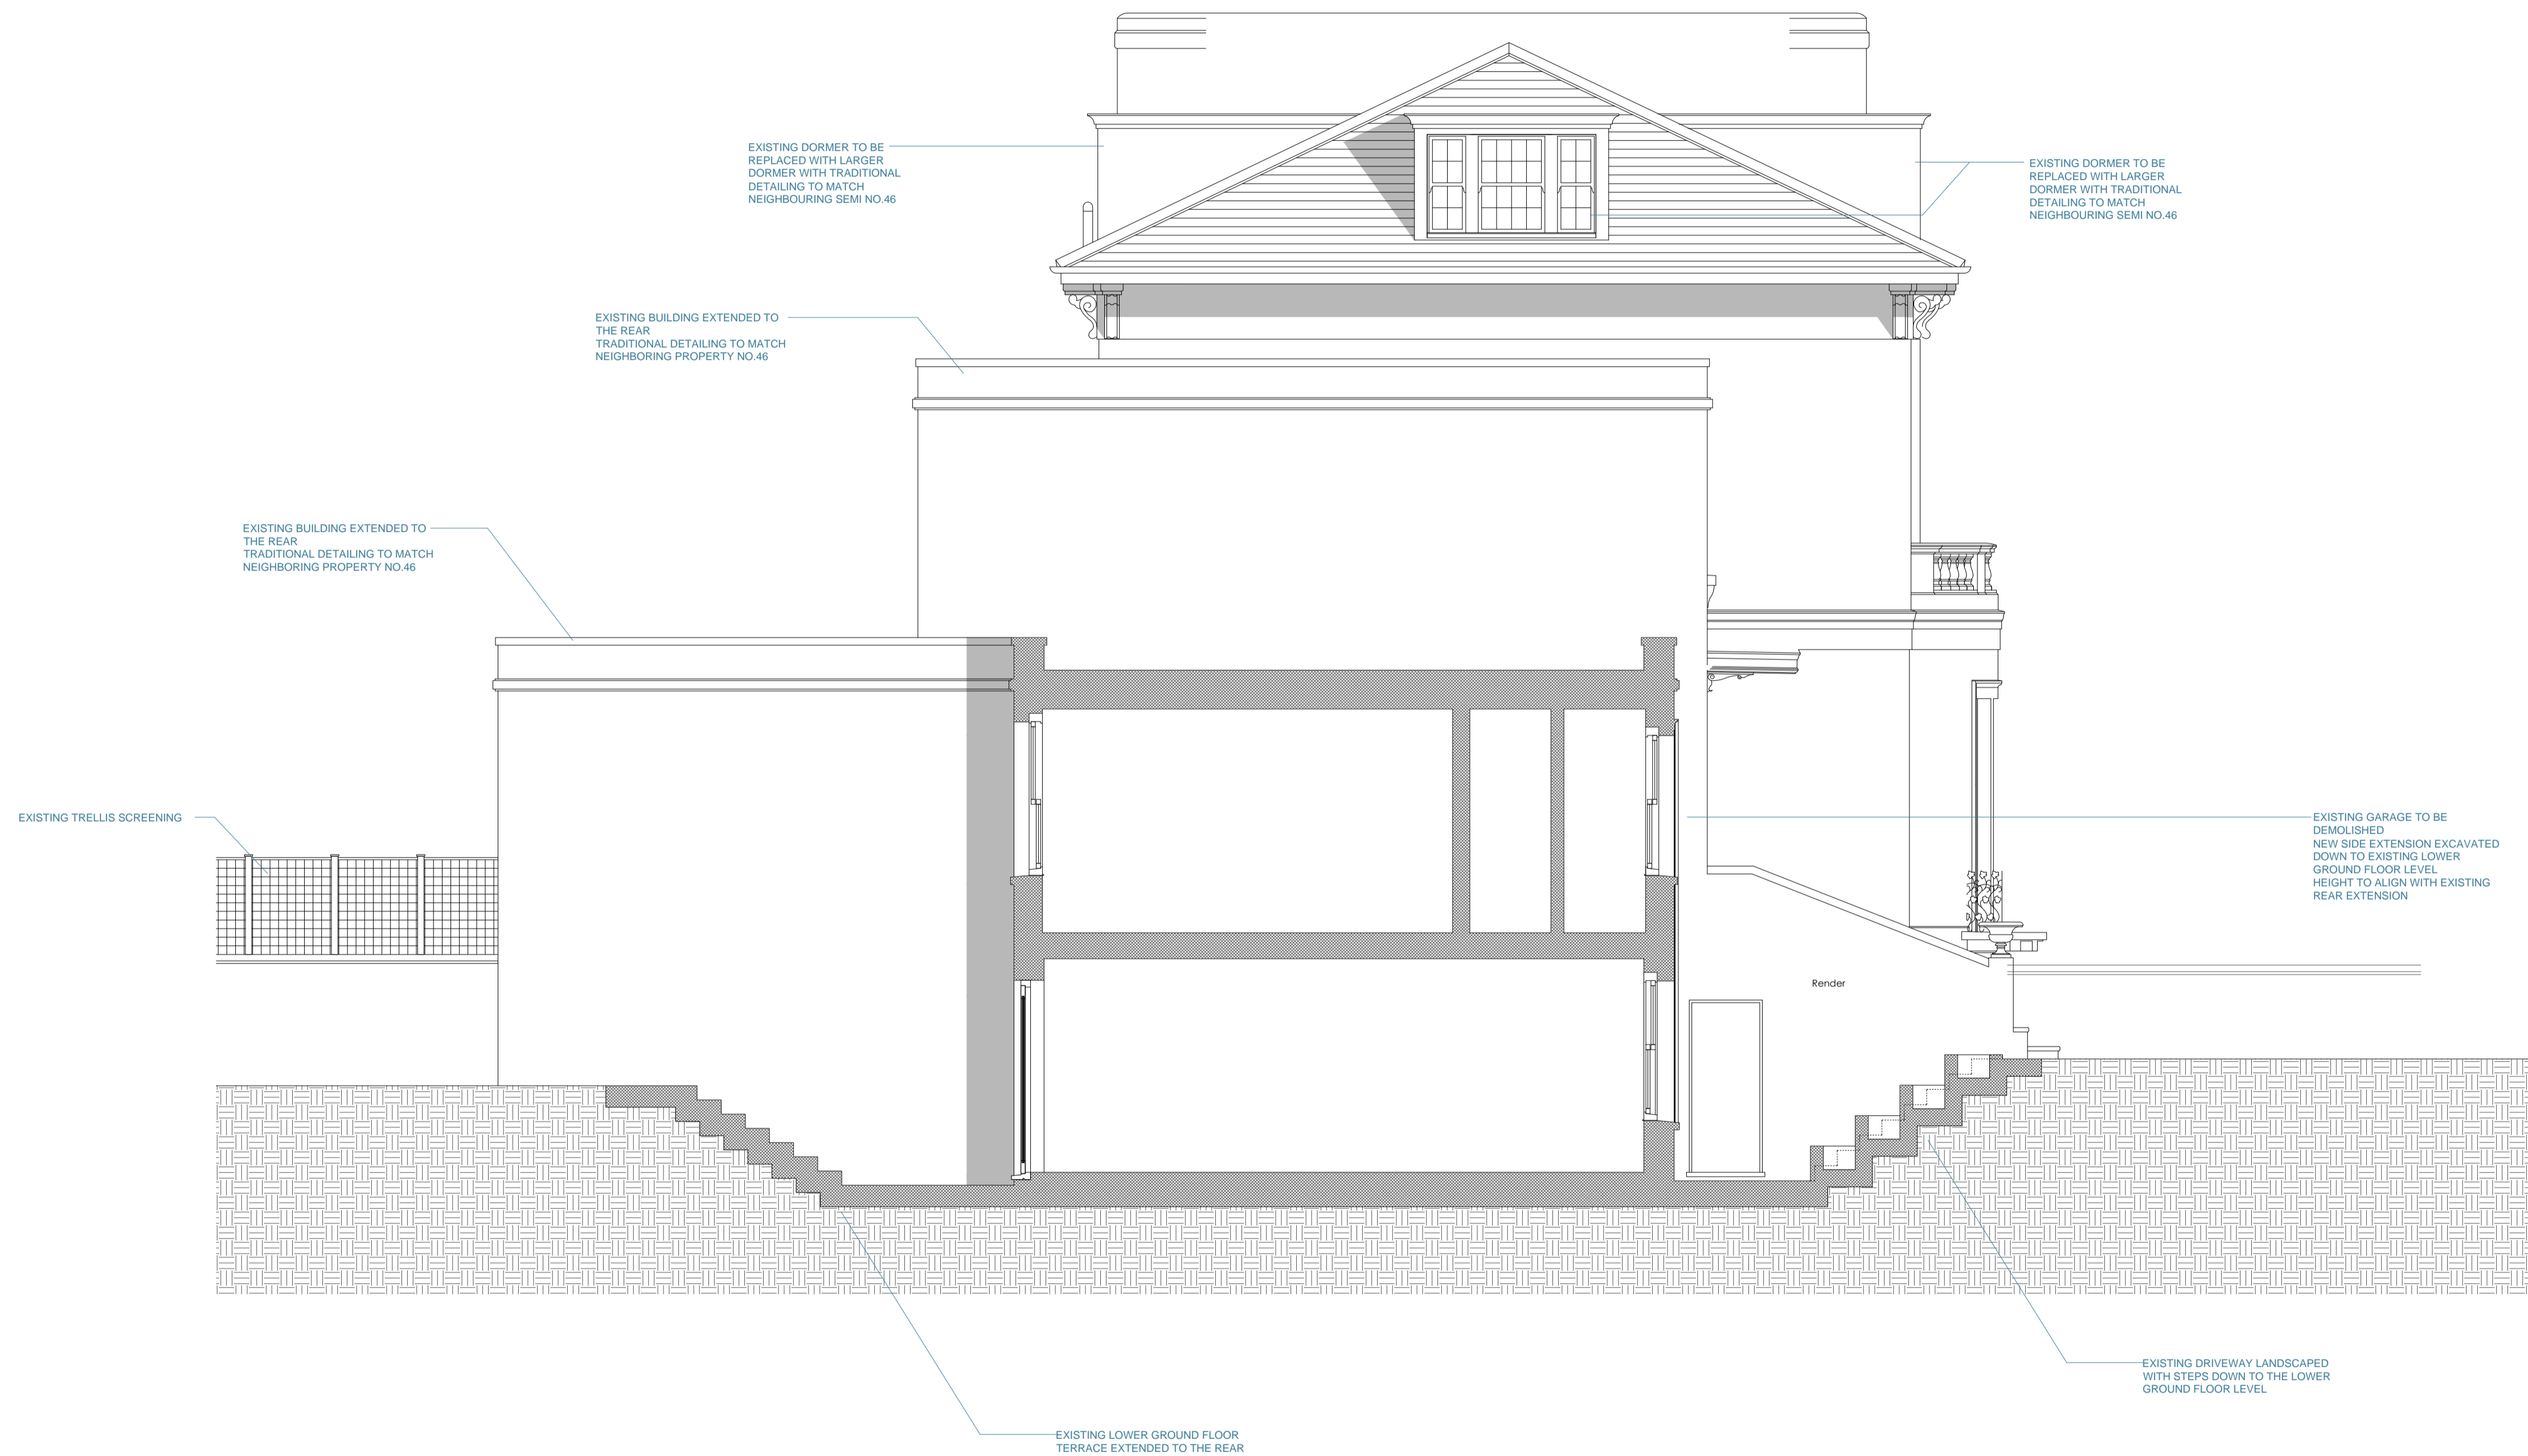 EXISTING DORMER TO BE
REPLACED WITH LARGER
DORMER WITH TRADITIONAL
DETAILING TO MATCH
NEIGHBOURING SEMI NO.46
EXISTING DORMER TO BE
REPLACED WITH LARGER
DORMER WITH TRADITIONAL
DETAILING TO MATCH
NEIGHBOURING SEMI NO.46
EXISTING BUILDING EXTENDED TO
THE REAR
TRADITIONAL DETAILING TO MATCH
NEIGHBORING PROPERTY NO.46
EXISTING BUILDING EXTENDED TO
THE REAR
TRADITIONAL DETAILING TO MATCH
NEIGHBORING PROPERTY NO.46
EXISTING TRELLIS SCREENING
EXISTING GARAGE TO BE
DEMOLISHED
NEW SIDE EXTENSION EXCAVATED
DOWN TO EXISTING LOWER
GROUND FLOOR LEVEL
HEIGHT TO ALIGN WITH EXISTING
REAR EXTENSION
Render
EXISTING DRIVEWAY LANDSCAPED
WITH STEPS DOWN TO THE LOWER
GROUND FLOOR LEVEL
EXISTING LOWER GROUND FLOOR
TERRACE EXTENDED TO THE REAR